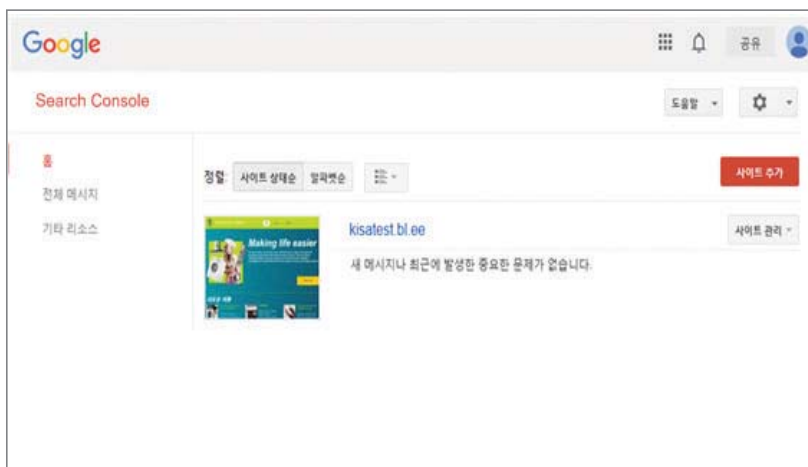 Google
공유
Search Console
도움말
홈
전체 메시지
기타 리소스
정렬: 사이트 상태순 알파벳순
사이트 추가
kisatest.bl.ee
사이트 관리
새 메시지나 최근에 발생한 중요한 문제가 없습니다.
Making life easier